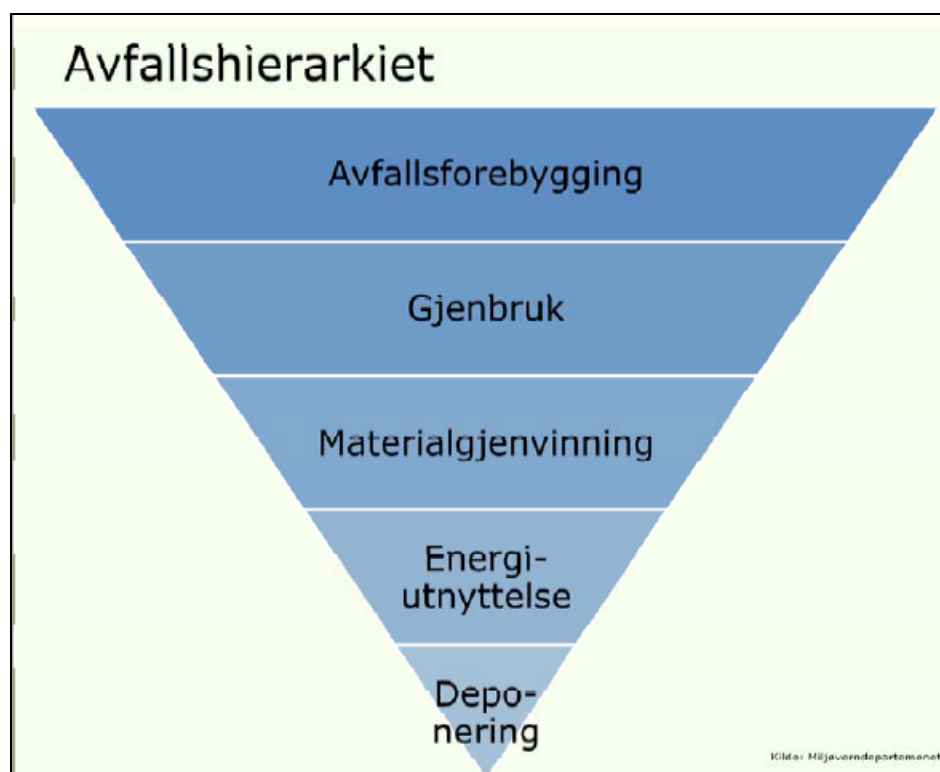 Avfallshierarkiet
Avfallsforebygging
Gjenbruk
Materialgjenvinning
Energi-
utnyttelse
Depo-
nering
Kilde: Miljøverndepartementet